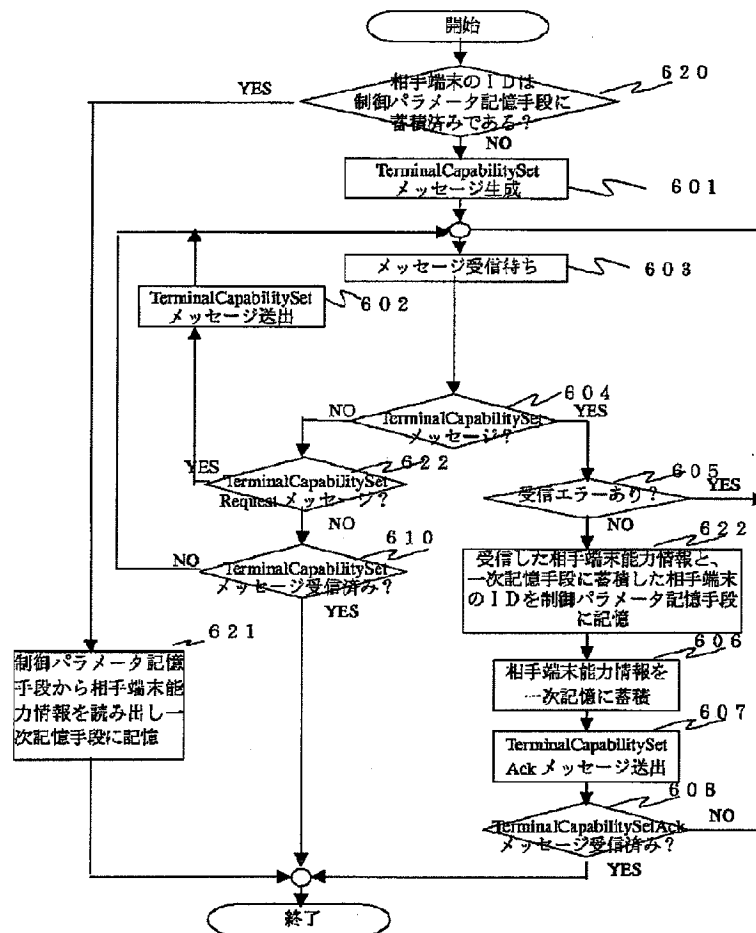 開始
相手端末のIDは
制御パラメータ記憶手段に
蓄積済みである?
620
YES
NO
TerminalCapabilitySet
メッセージ生成
601
メッセージ受信待ち
603
TerminalCapabilitySet
メッセージ送出
602
TerminalCapabilitySet
メッセージ?
604
NO
YES
TerminalCapabilitySet
Request メッセージ?
622
YES
NO
受信エラーあり?
605
YES
NO
TerminalCapabilitySet
メッセージ受信済み?
610
NO
YES
受信した相手端末能力情報と、
一次記憶手段に蓄積した相手端末
のIDを制御パラメータ記憶手段
に記憶
622
相手端末能力情報を
一次記憶に蓄積
606
制御パラメータ記憶
手段から相手端末能
力情報を読み出し一
次記憶手段に記憶
621
TerminalCapabilitySet
Ack メッセージ送出
607
TerminalCapabilitySetAck
メッセージ受信済み?
608
NO
YES
終了